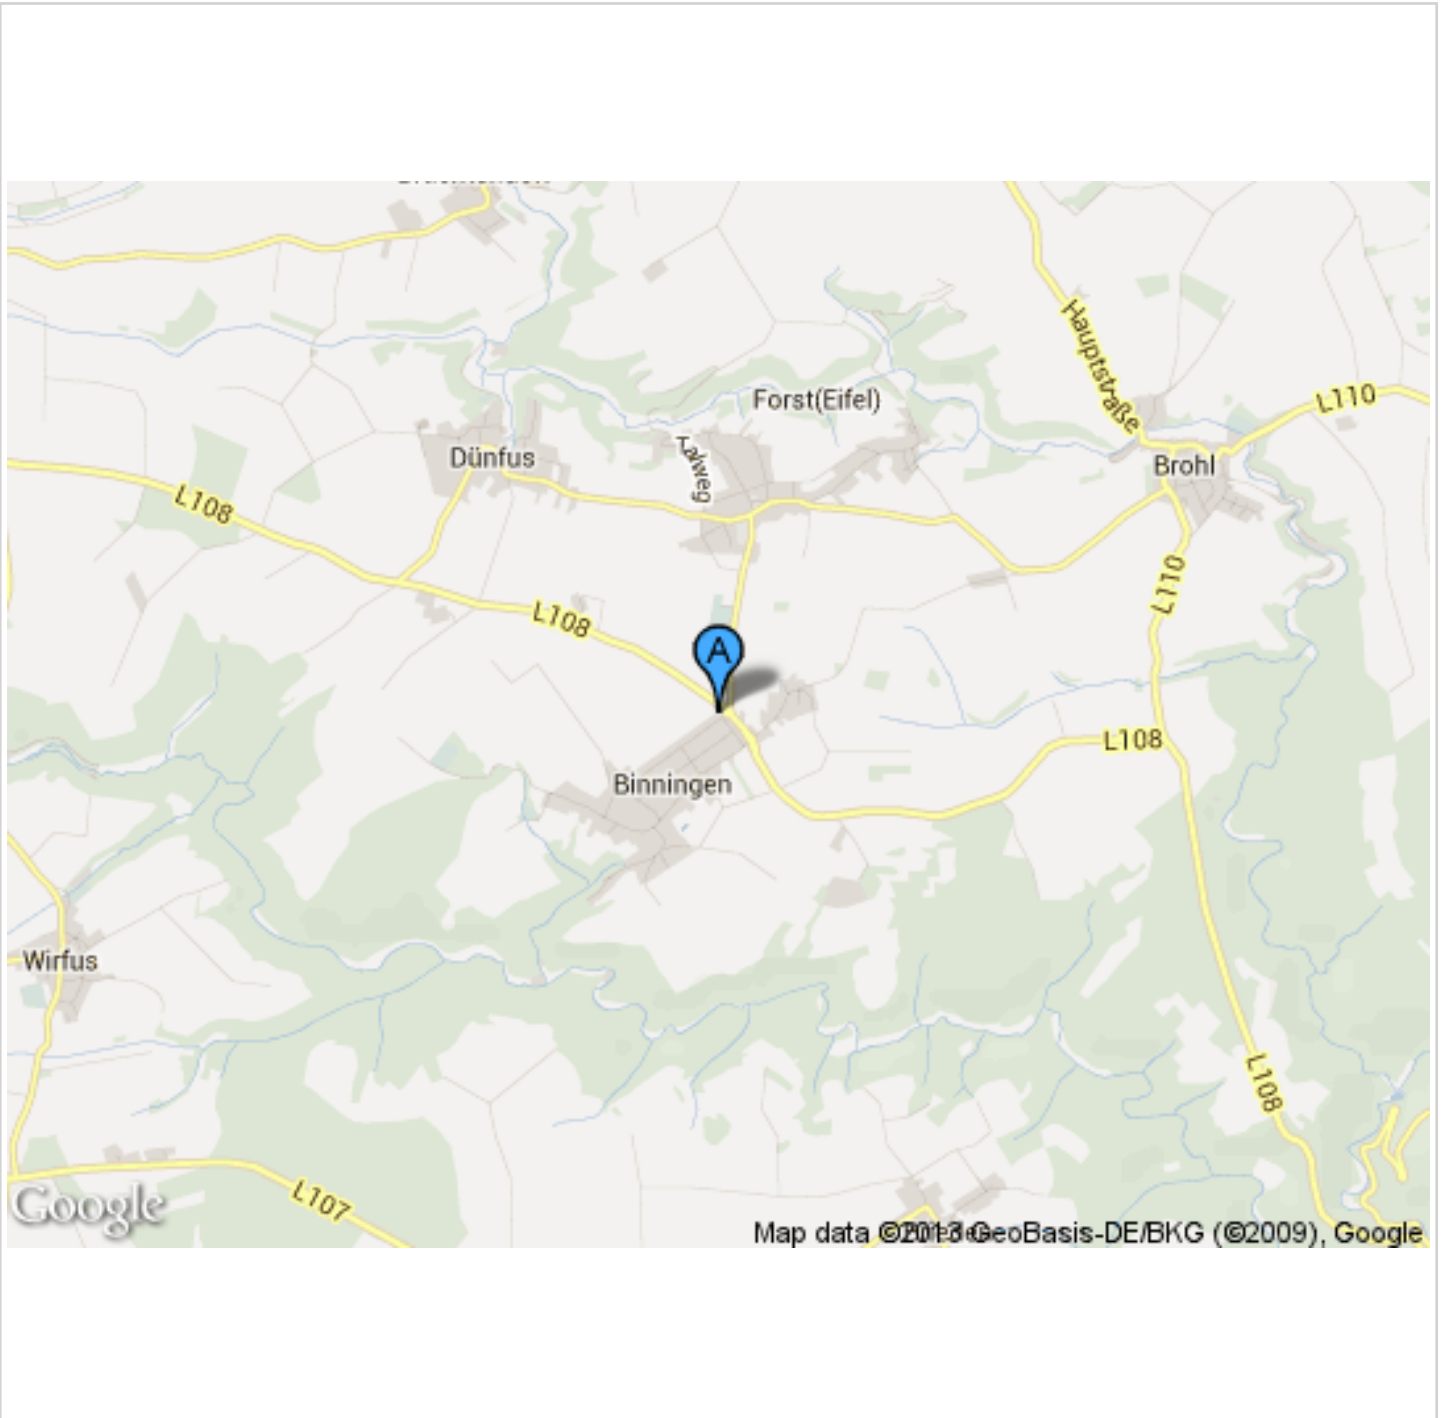 Hauptstraße
L110
Forst(Eifel)
Talweg
Dünfus
Brohl
L108
L108
L110
A
L108
Binningen
Wirfus
L108
L107
Google
Map data ©2013 GeoBasis-DE/BKG (©2009), Google